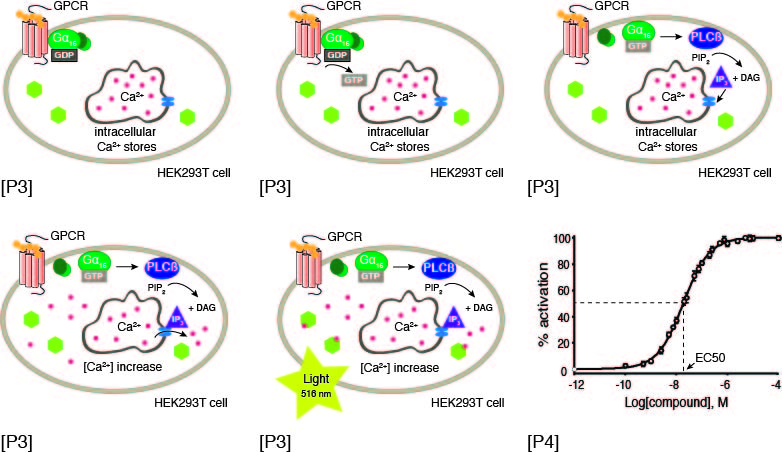 GPCR
Gα₁₆
GDP
Ca²⁺
intracellular
Ca²⁺ stores
HEK293T cell
[P3]
GPCR
Gα₁₆
GDP
GTP
Ca²⁺
intracellular
Ca²⁺ stores
HEK293T cell
[P3]
GPCR
Gα₁₆
GTP
PLCß
PIP₂
IP₃
+ DAG
Ca²⁺
intracellular
Ca²⁺ stores
HEK293T cell
[P3]
GPCR
Gα₁₆
GTP
PLCß
PIP₂
+ DAG
IP₃
Ca²⁺
[Ca²⁺] increase
HEK293T cell
[P3]
GPCR
Gα₁₆
GTP
PLCß
PIP₂
+ DAG
IP₃
Ca²⁺
[Ca²⁺] increase
Light
516 nm
HEK293T cell
[P3]
% activation
100
80
60
40
20
0
EC50
-12 -10 -8 -6 -4
Log[compound], M
[P4]